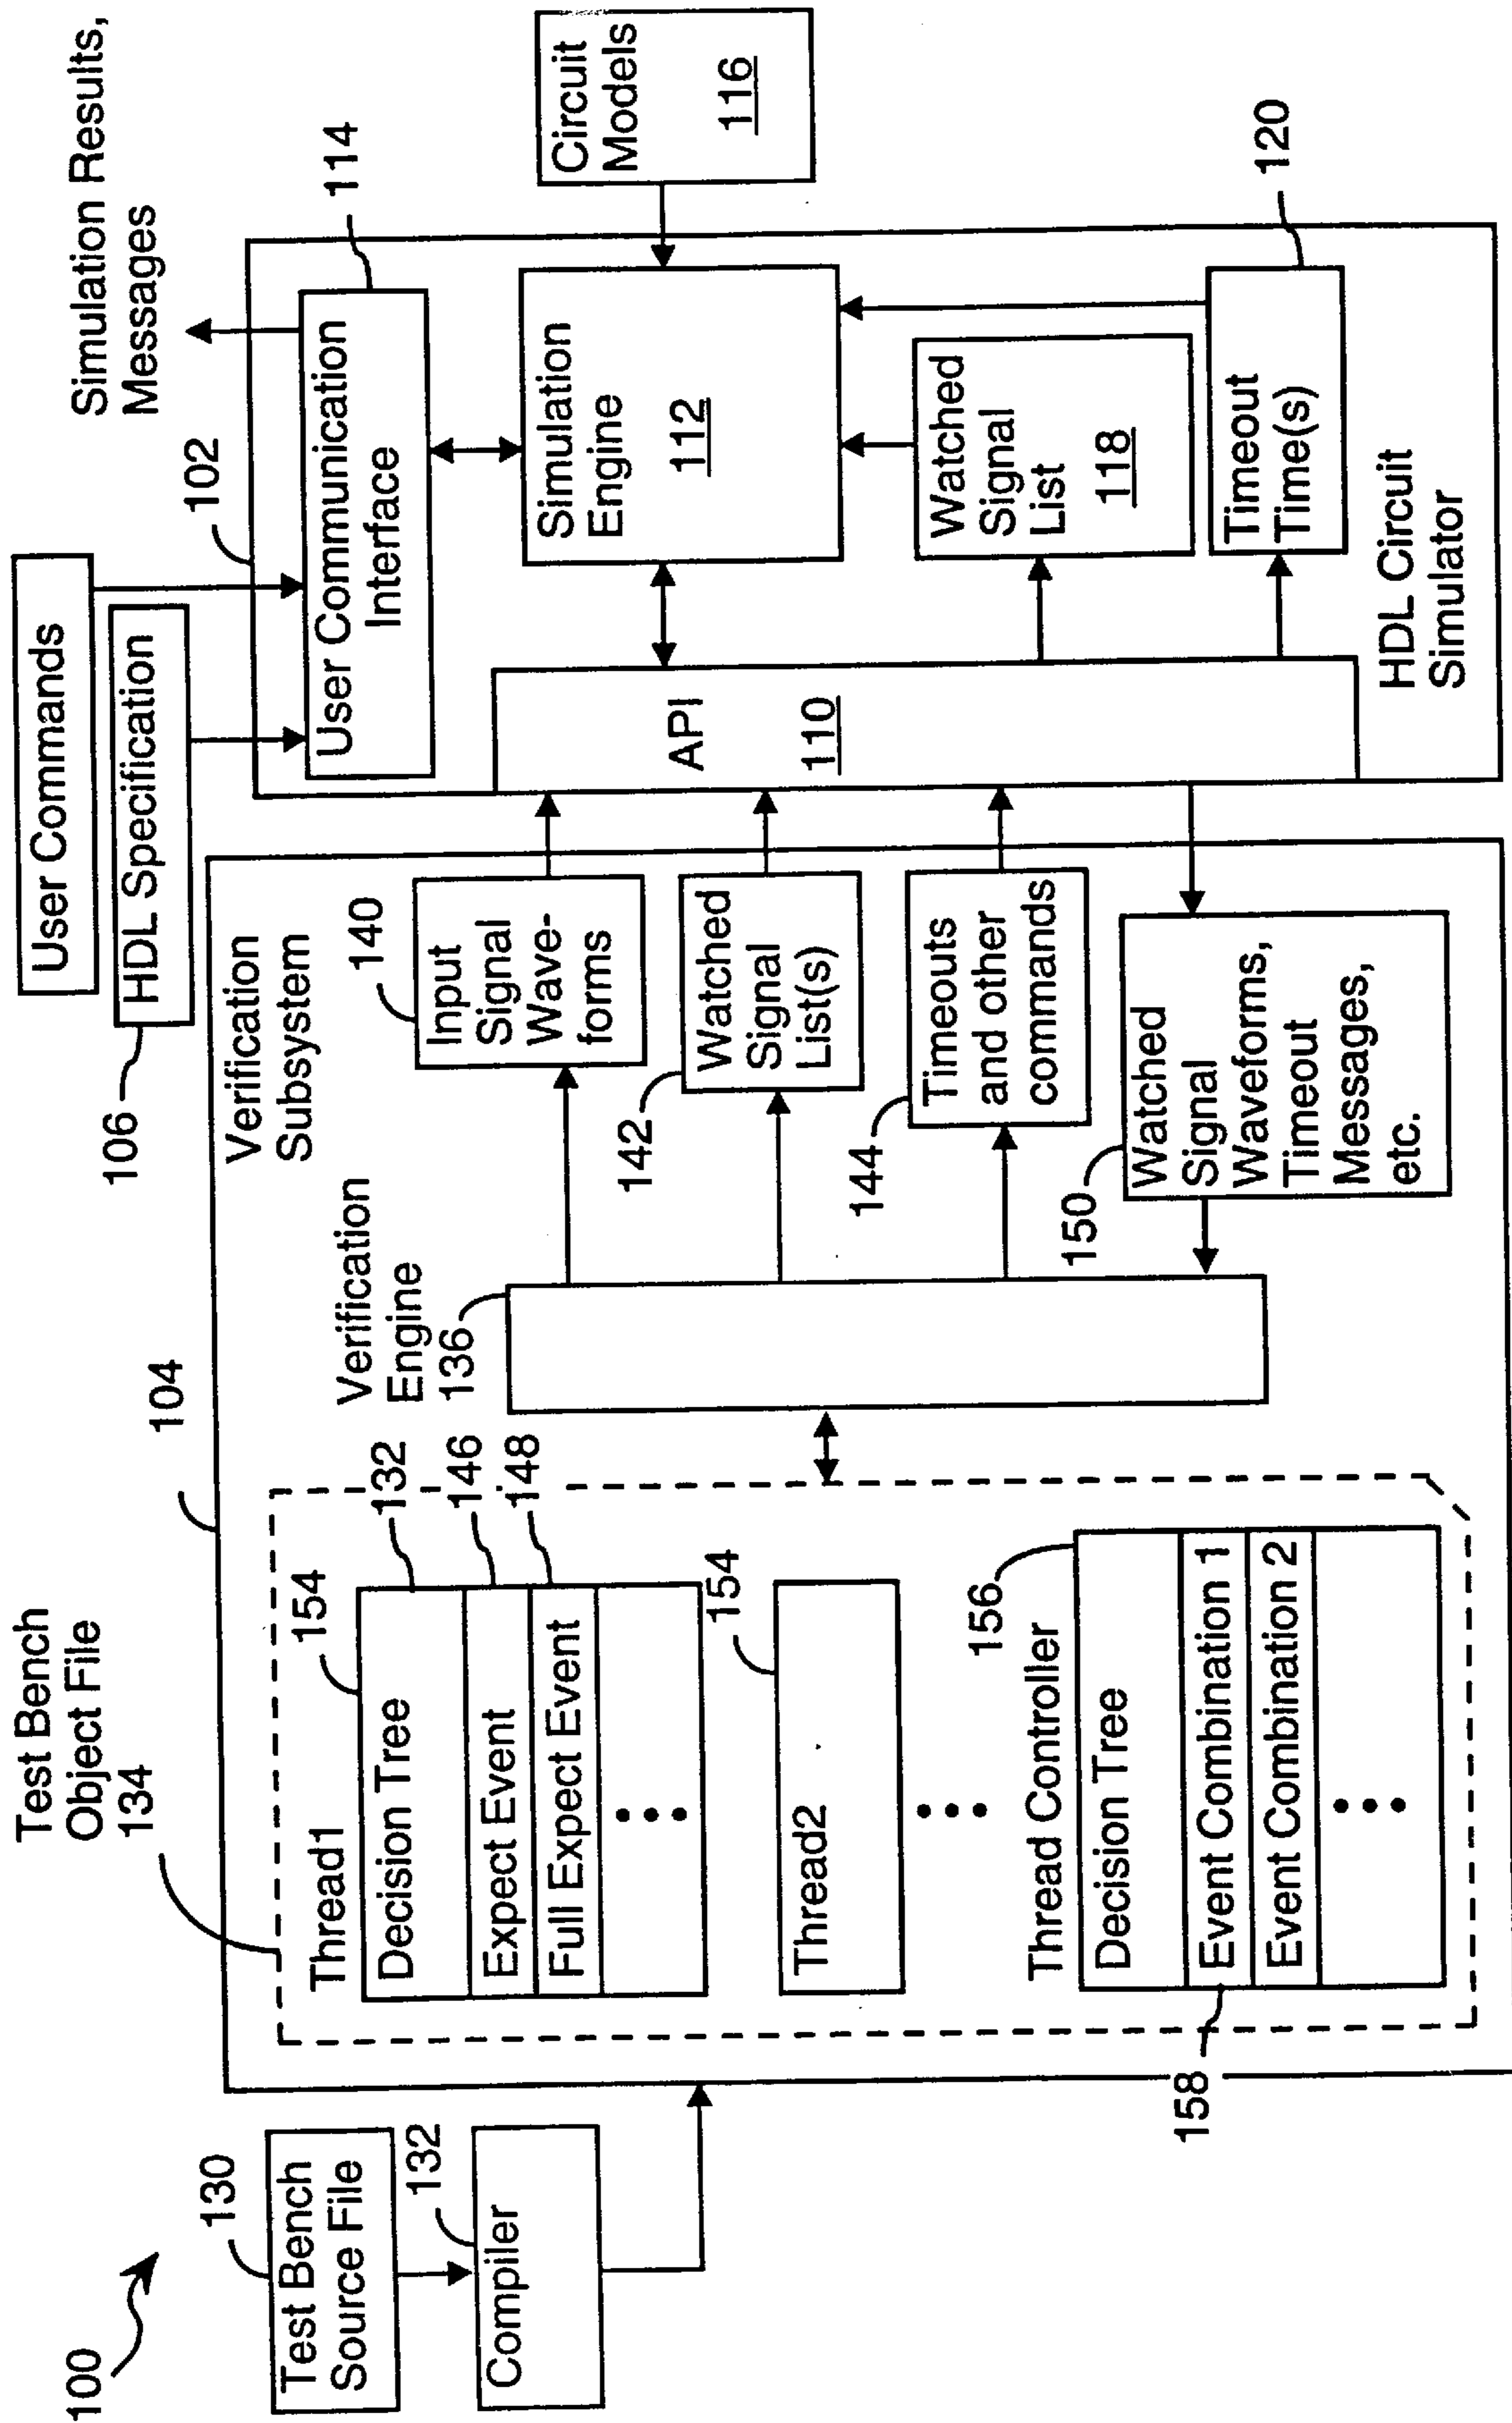 100
130
Test Bench
Source File
132
Compiler
Test Bench
Object File
134
104
Thread1
154
Decision Tree
132
Expect Event
146
Full Expect Event
148
Thread2
154
Thread Controller
156
Decision Tree
Event Combination 1
Event Combination 2
158
Verification
Engine
136
Verification
Subsystem
140
Input
Signal
Wave-
forms
142
Watched
Signal
List(s)
144
Timeouts
and other
commands
150
Watched
Signal
Waveforms,
Timeout
Messages,
etc.
User Commands
HDL Specification
106
102
Simulation Results,
Messages
114
User Communication
Interface
API
110
Simulation
Engine
112
Watched
Signal
List
118
Timeout
Time(s)
120
Circuit
Models
116
HDL Circuit
Simulator